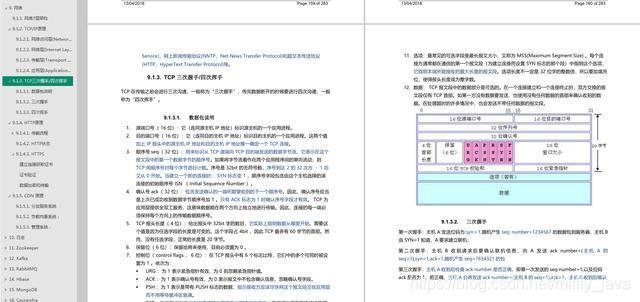 9. 网络
9.1.1. 网络7层架构
9.1.2. TCP/IP原理
9.1.2.1. 网络访问层(Network...
9.1.2.2. 网络层(Internet Lay...
9.1.2.3. 传输层(Transport L...
9.1.2.4. 应用层(Application...
9.1.3. TCP三次握手/四次挥手
9.1.3.1. 数据包说明
9.1.3.2. 三次握手
9.1.3.3. 四次挥手
9.1.4. HTTP原理
9.1.4.1. 传输流程
9.1.4.2. HTTP状态
9.1.4.3. HTTPS
建立连接获取证书
证书验证
数据加密和传输
9.1.5. CDN 原理
9.1.5.1. 分发服务系统
9.1.5.2. 负载均衡系统
9.1.5.3. 管理系统
10. 日志
11. Zookeeper
12. Kafka
13. RabbitMQ
14. Hbase
15. MongoDB
16. Cassandra
13/04/2018
Page 159 of 283
Service)、网上新闻传输协议(NNTP, Net News Transfer Protocol)和超文本传送协议
(HTTP, HyperText Transfer Protocol)等。
9.1.3. TCP 三次握手/四次挥手
TCP 在传输之前会进行三次沟通,一般称为“三次握手”,传完数据断开的时候要进行四次沟通,一般
称为“四次挥手”。
9.1.3.1. 数据包说明
1. 源端口号(16 位):它(连同源主机 IP 地址)标识源主机的一个应用进程。
2. 目的端口号(16 位):它(连同目的主机 IP 地址)标识目的主机的一个应用进程。这两个值
加上 IP 报头中的源主机 IP 地址和目的主机 IP 地址唯一确定一个 TCP 连接。
3. 顺序号 seq(32 位):用来标识从 TCP 源端向 TCP 目的端发送的数据字节流,它表示在这个
报文段中的第一个数据字节的顺序号。如果将字节流看作在两个应用程序间的单向流动,则
TCP 用顺序号对每个字节进行计数。序号是 32bit 的无符号数,序号到达 2 的 32 次方 - 1 后
又从 0 开始。当建立一个新的连接时, SYN 标志变 1 ,顺序号字段包含由这个主机选择的该
连接的初始顺序号 ISN (Initial Sequence Number)。
4. 确认号 ack(32 位):包含发送确认的一端所期望收到的下一个顺序号。因此,确认序号应当
是上次已成功收到数据字节顺序号加 1 。只有 ACK 标志为 1 时确认序号字段才有效。 TCP 为
应用层提供全双工服务,这意味数据能在两个方向上独立地进行传输。因此,连接的每一端必须
保持每个方向上的传输数据顺序号。
5. TCP 报头长度(4 位):给出报头中 32bit 字的数目,它实际上指明数据从哪里开始。需要这
个值是因为任选字段的长度是可变的。这个字段占 4bit ,因此 TCP 最多有 60 字节的首部。然
而,没有任选字段,正常的长度是 20 字节。
6. 保留位(6 位):保留给将来使用,目前必须置为 0 。
7. 控制位(control flags , 6 位):在 TCP 报头中有 6 个标志比特,它们中的多个可同时被设
置为 1 。依次为:
URG :为 1 表示紧急指针有效,为 0 则忽略紧急指针值。
ACK :为 1 表示确认号有效,为 0 表示报文中不包含确认信息,忽略确认号字段。
PSH :为 1 表示是带有 PUSH 标志的数据,指示接收方应该尽快将这个报文段交给应用层
而不用等待缓冲区装满。
13/04/2018
Page 160 of 283
11. 选项:最常见的可选字段是最长报文大小,又称为 MSS(Maximum Segment Size) 。每个连
接方通常都在通信的第一个报文段(为建立连接而设置 SYN 标志的那个段)中指明这个选项,
它指明本端所能接收的最大长度的报文段。选项长度不一定是 32 位字的整数倍,所以要加填充
位,使得报头长度成为整字数。
12. 数据: TCP 报文段中的数据部分是可选的。在一个连接建立和一个连接终止时,双方交换的报
文段仅有 TCP 首部。如果一方没有数据要发送,也使用没有任何数据的首部来确认收到的数
据。在处理超时的许多情况中,也会发送不带任何数据的报文段。
16 位源端口号
16 位目的端口号
32 位序列号
32 位确认号
保留
(6 位)
16 位
窗口大小
16 位 TCP 校验和
16 位紧急指针
选项(若有)
数据
9.1.3.2. 三次握手
第一次握手:主机 A 发送位码为 syn=1,随机产生 seq number=1234567 的数据包到服务器,主机 B
由 SYN=1 知道, A 要求建立联机;
第二次握手:主机 B 收到请求后要确认联机信息,向 A 发送 ack number=(主机 A 的
seq+1),syn=1,ack=1,随机产生 seq=7654321 的包
第三次握手:主机 A 收到后检查 ack number 是否正确,即第一次发送的 seq number+1,以及位码